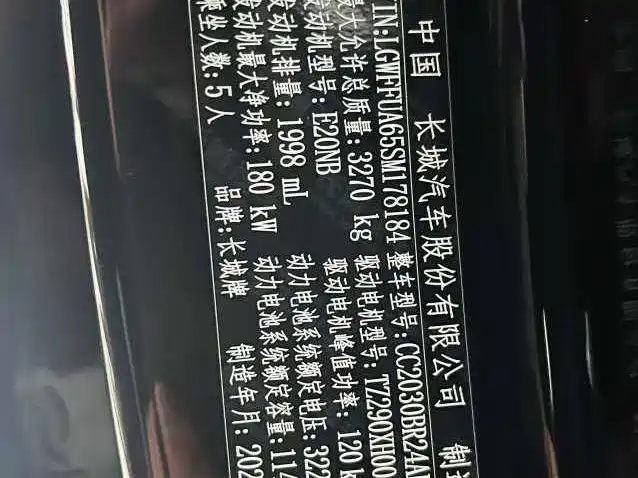 中国 长城汽车股份有限公司 制造
VIN:LGWFFUA65SM178184 整车型号:CC2030BR24A
最大允许总质量:3270 kg 驱动电机型号:TZ290XH00
发动机型号:E20NB 驱动电机峰值功率:120 k
发动机排量:1998 mL 动力电池系统额定电压:322
发动机最大净功率:180 kW 动力电池系统额定容量:114
乘坐人数:5人 品牌:长城牌 制造年月:202